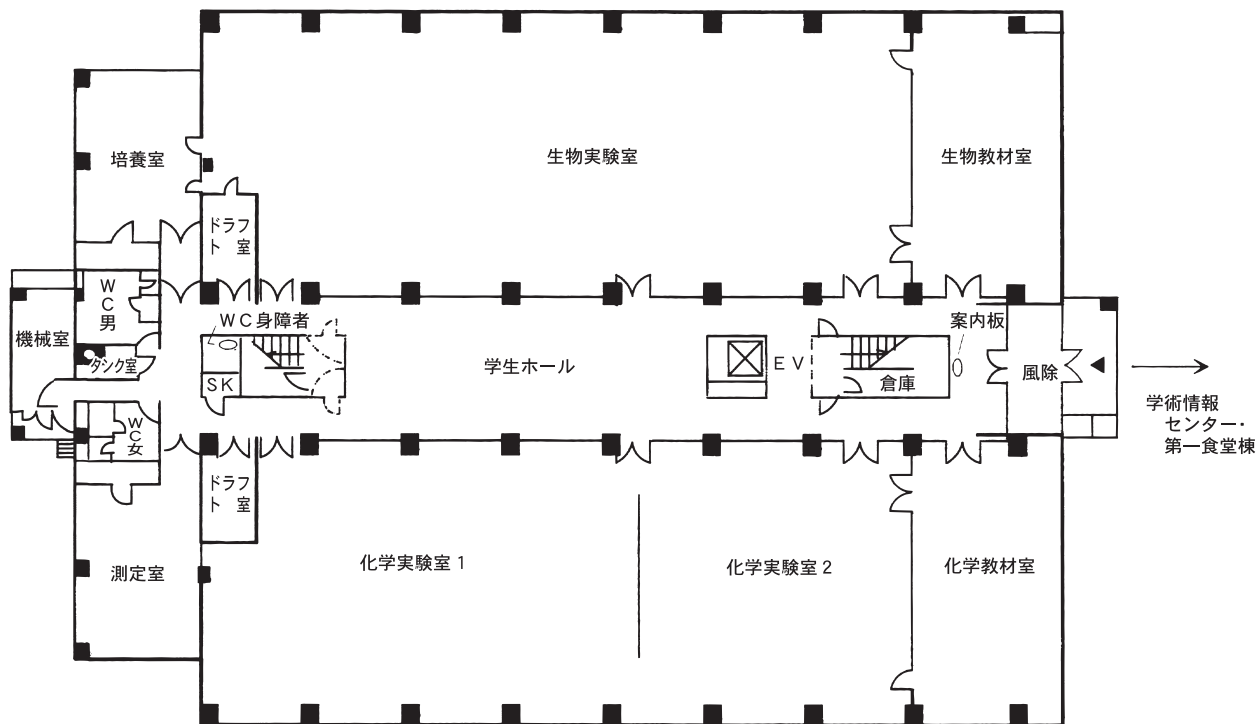 培養室
生物実験室
生物教材室
ドラフ
ト 室
WC男
WC身障者
案内板
機械室
タシク室
学生ホール
EV
倉庫
風除
SK
WC女
学術情報
センター・
第一食堂棟
ドラフ
ト 室
測定室
化学実験室1
化学実験室2
化学教材室